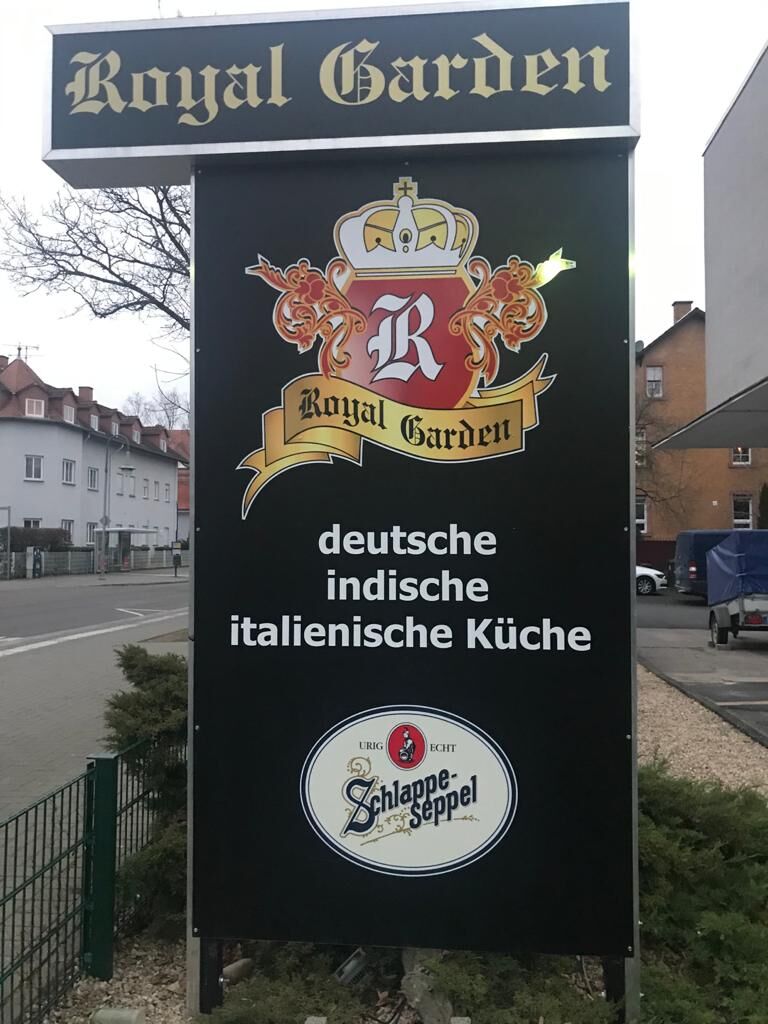 Royal Garden
R
Royal Garden
deutsche
indische
italienische Küche
URIG ECHT
Schlappe-
seppel